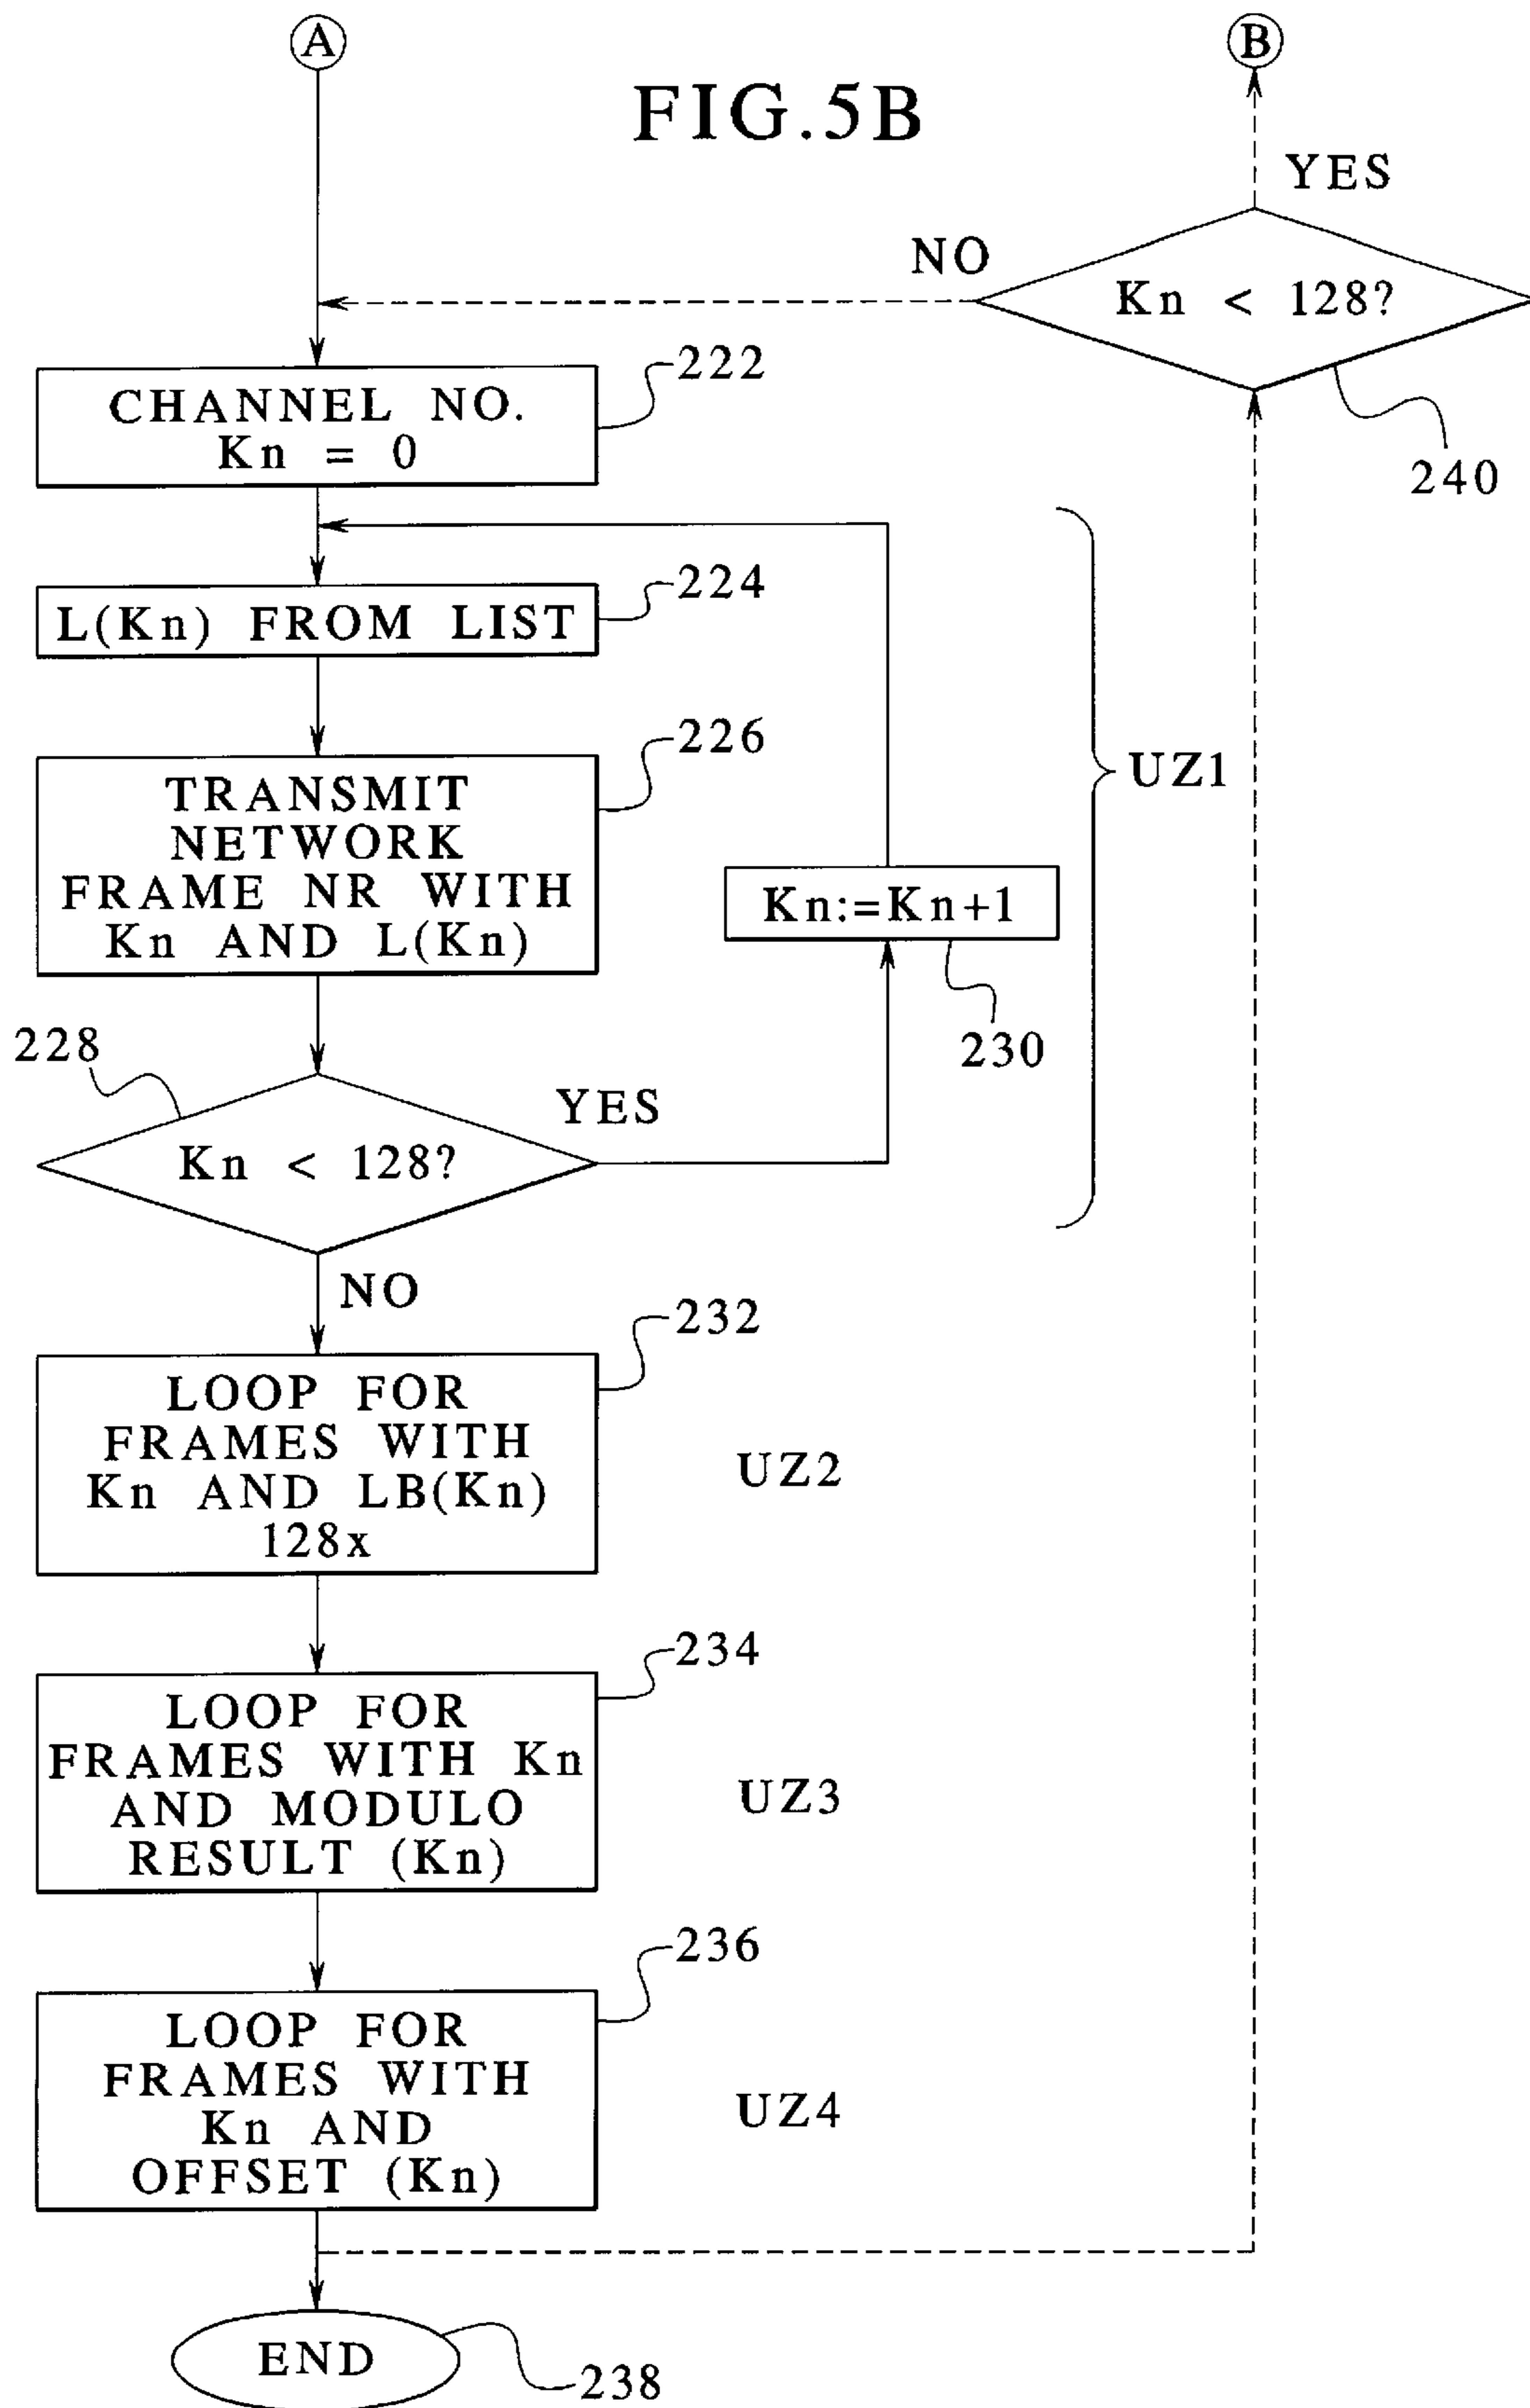 A
B
FIG.5B
YES
NO
Kn < 128?
240
CHANNEL NO.
Kn = 0
222
L(Kn) FROM LIST
224
TRANSMIT
NETWORK
FRAME NR WITH
Kn AND L(Kn)
226
Kn:=Kn+1
230
UZ1
228
Kn < 128?
YES
NO
LOOP FOR
FRAMES WITH
Kn AND LB(Kn)
128x
232
UZ2
LOOP FOR
FRAMES WITH Kn
AND MODULO
RESULT (Kn)
234
UZ3
LOOP FOR
FRAMES WITH
Kn AND
OFFSET (Kn)
236
UZ4
END
238